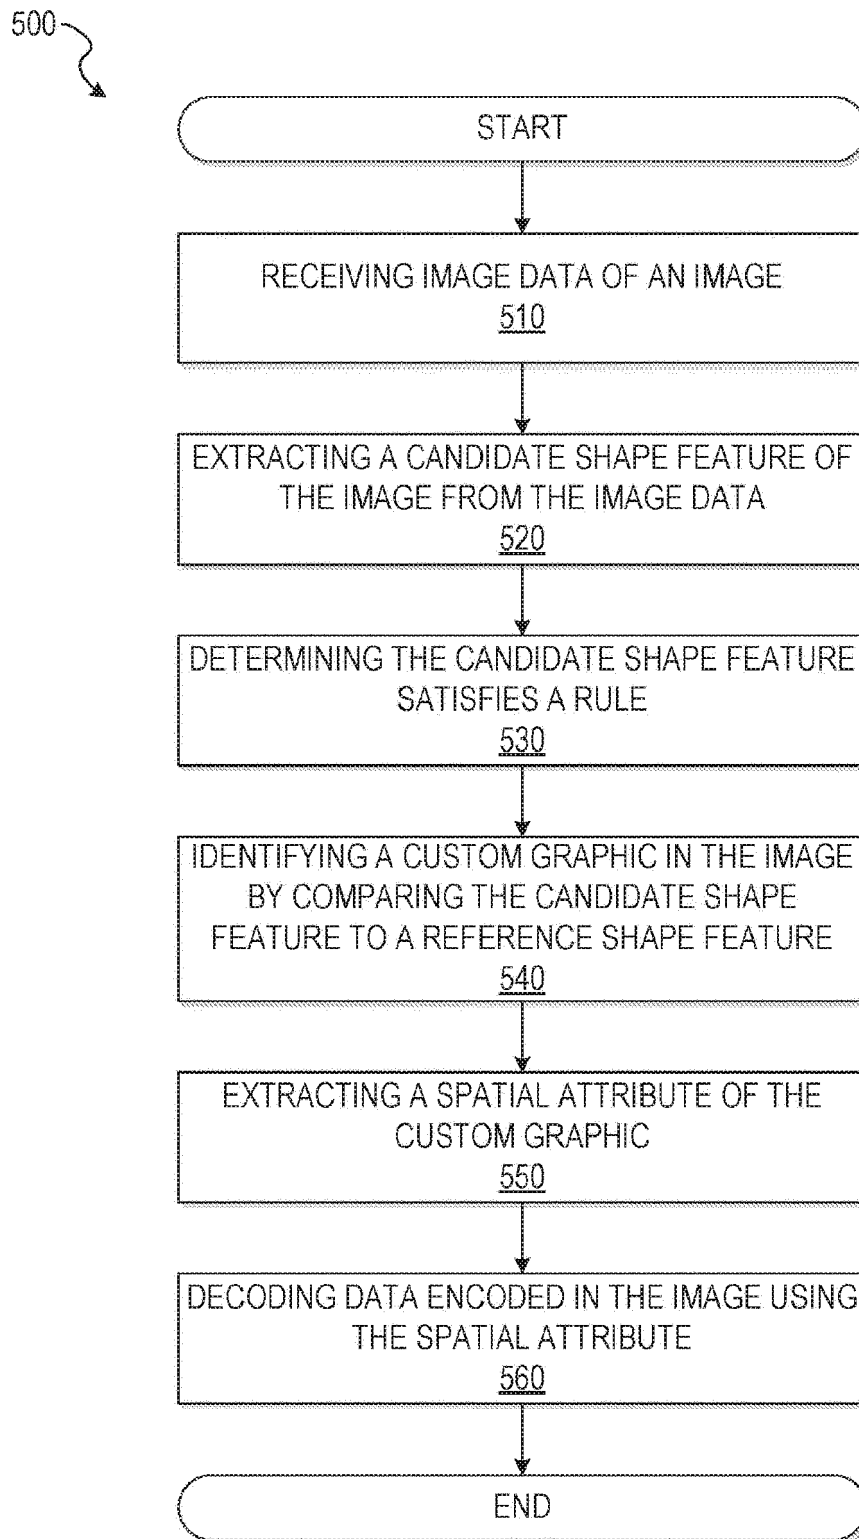 500
START
RECEIVING IMAGE DATA OF AN IMAGE
510
EXTRACTING A CANDIDATE SHAPE FEATURE OF
THE IMAGE FROM THE IMAGE DATA
520
DETERMINING THE CANDIDATE SHAPE FEATURE
SATISFIES A RULE
530
IDENTIFYING A CUSTOM GRAPHIC IN THE IMAGE
BY COMPARING THE CANDIDATE SHAPE
FEATURE TO A REFERENCE SHAPE FEATURE
540
EXTRACTING A SPATIAL ATTRIBUTE OF THE
CUSTOM GRAPHIC
550
DECODING DATA ENCODED IN THE IMAGE USING
THE SPATIAL ATTRIBUTE
560
END